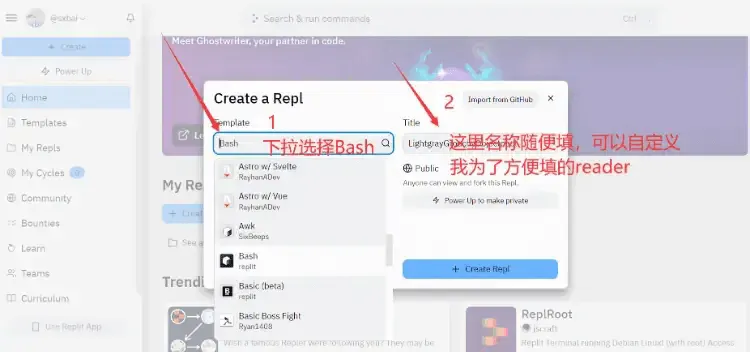 @oxbai
Search & run commands
Ctrl
Create
Power Up
Home
Templates
My Repls
My Cycles
Community
Bounties
Learn
Teams
Curriculum
Use Replit App
Meet Ghostwriter, your partner in code.
Create a Repl
Import from GitHub
1
2
Template
Title
Bash
下拉选择Bash
这里名称随便填，可以自定义
我为了方便填的reader
Public
Anyone can view and fork this Repl.
Power Up to make private
Create Repl
Astro w/ Svelte
RayhanADev
Astro w/ Vue
RayhanADev
Awk
SixBeeps
Bash
replit
Basic (beta)
replit
Basic Boss Fight
Ryan1408
My Re
See a
Trendi
ReplRoot
jscraft
Replit Terminal running Debian Linux (with root) acces